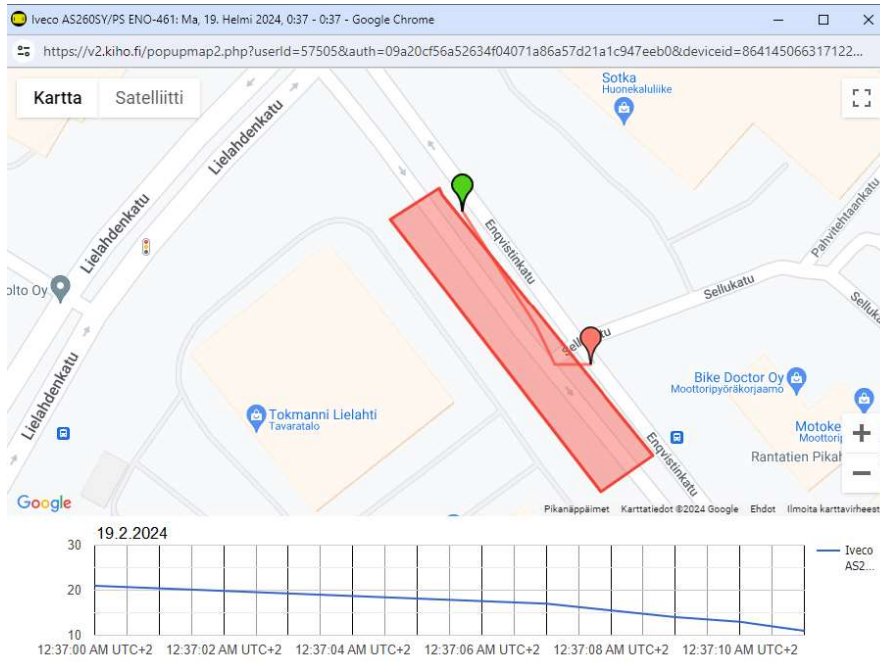 Iveco AS260SY/PS ENO-461: Ma, 19. Helmi 2024, 0:37 - 0:37 - Google Chrome
https://v2.kiho.fi/popupmap2.php?userId=57505&auth=09a20cf56a52634f04071a86a57d21a1c947eeb0&deviceid=864145066317122...
Kartta Satelliitti
Sotka
Huonekaluliike
Lielahdenkatu
Lielahdenkatu
Enqvistinkatu
Pahvitehtaankatu
olto Oy
Sellukatu
Selluka
Sellukatu
Lielahdenkatu
Bike Doctor Oy
Moottoripyöräkorjaamo
Tokmanni Lielahti
Tavaratalo
Motoke
Moottorip
Enqvistinkatu
Rantatien Pikah
Google
Pikanäppäimet Karttatiedot ©2024 Google Ehdot Ilmoita karttavirheest
19.2.2024
30
20
10
Iveco
AS2...
12:37:00 AM UTC+2 12:37:02 AM UTC+2 12:37:04 AM UTC+2 12:37:06 AM UTC+2 12:37:08 AM UTC+2 12:37:10 AM UTC+2